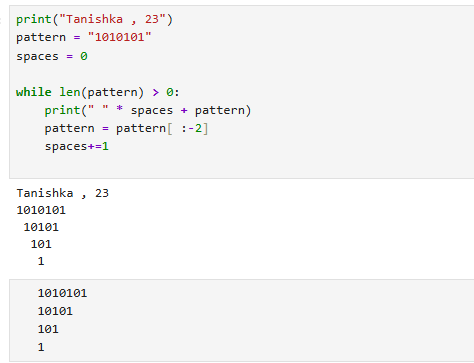 print("Tanishka , 23")
pattern = "1010101"
spaces = 0

while len(pattern) > 0:
    print(" " * spaces + pattern)
    pattern = pattern[ :-2]
    spaces+=1

Tanishka , 23
1010101
 10101
  101
   1
1010101
10101
101
1